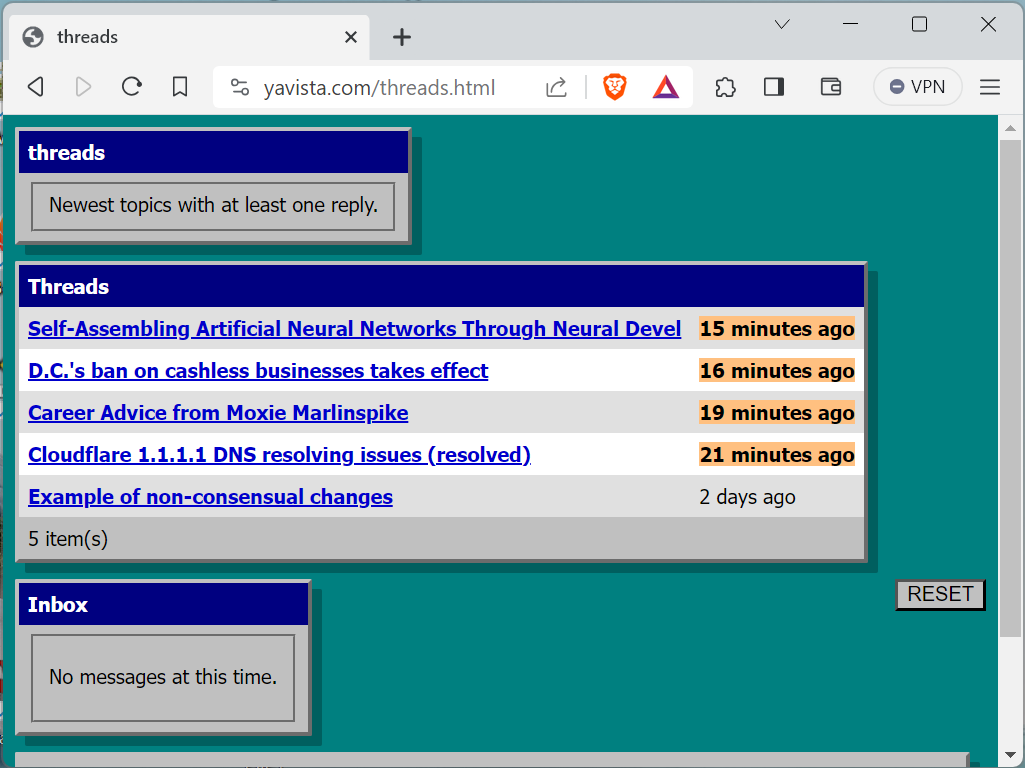 threads
yavista.com/threads.html
VPN
threads
Newest topics with at least one reply.
Threads
Self-Assembling Artificial Neural Networks Through Neural Devel 15 minutes ago
D.C.'s ban on cashless businesses takes effect 16 minutes ago
Career Advice from Moxie Marlinspike 19 minutes ago
Cloudflare 1.1.1.1 DNS resolving issues (resolved) 21 minutes ago
Example of non-consensual changes 2 days ago
5 item(s)
Inbox
RESET
No messages at this time.